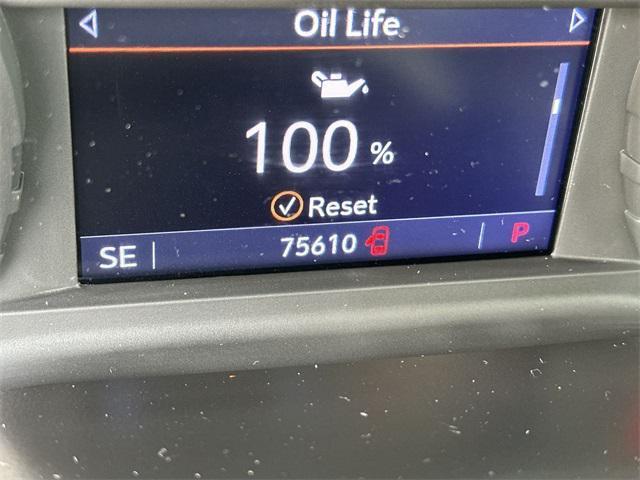 Oil Life
100 %
Reset
SE 75610 P